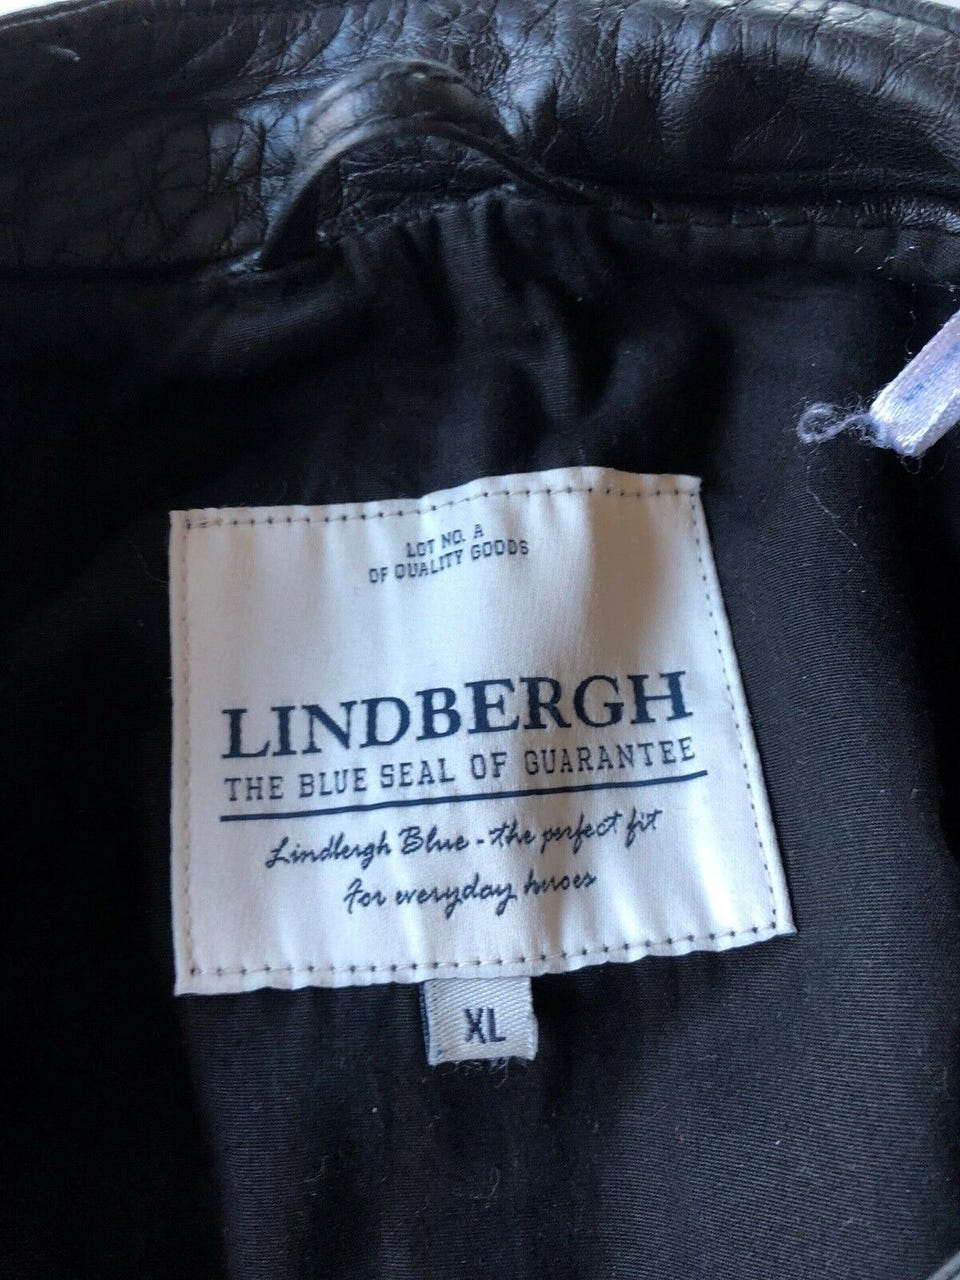 LOT NO. A
OF QUALITY GOODS
LINDBERGH
THE BLUE SEAL OF GUARANTEE
Lindbergh Blue - the perfect fit
For everyday heroes
XL